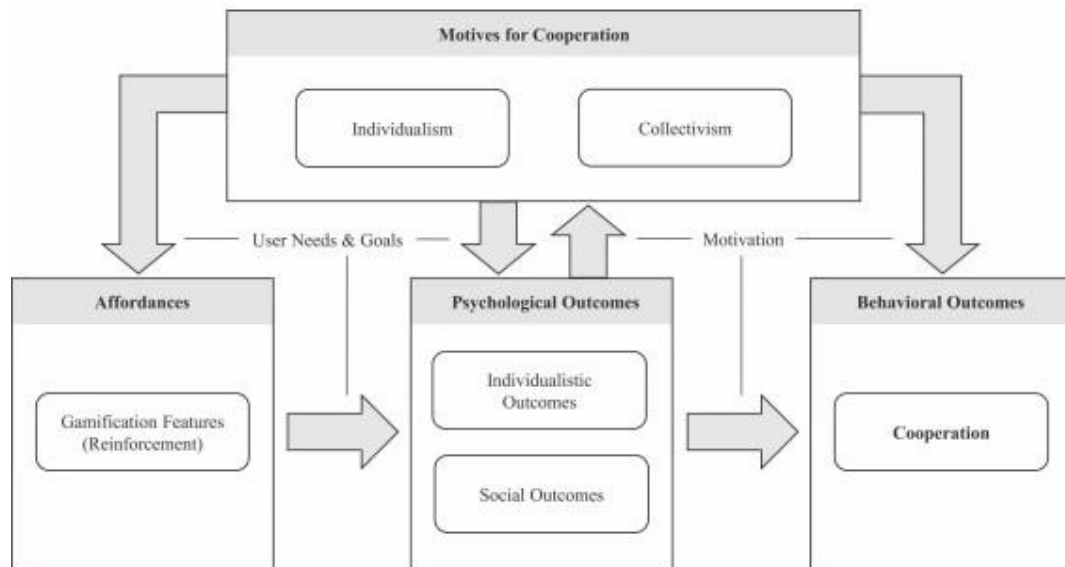 Motives for Cooperation
Individualism
Collectivism
User Needs & Goals
Motivation
Affordances
Psychological Outcomes
Behavioral Outcomes
Gamification Features
(Reinforcement)
Individualistic
Outcomes
Social Outcomes
Cooperation